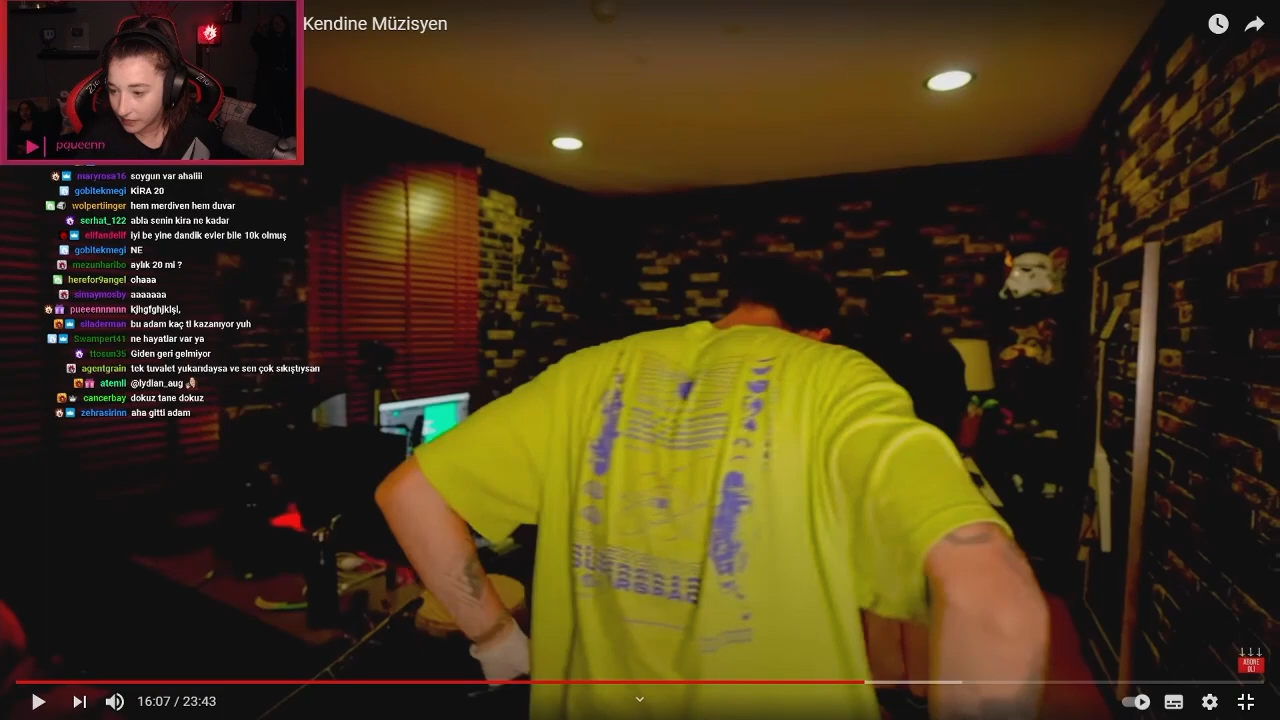 Kendine Müzisyen
pqueenn
maryrosa16 soygun var ahaliii
gobitekmegi KİRA 20
wolpertiinger hem merdiven hem duvar
serhat_122 abla senin kira ne kadar
elifandelif iyi be yine dandik evler bile 10k olmuş
gobitekmegi NE
mezunharibo aylık 20 mi ?
herefor9angel ohaaa
simaymosby aaaaaaa
pueeennnnnn kjhgfghjklşi,
siladerman bu adam kaç tl kazanıyor yuh
Swampert41 ne hayatlar var ya
ttosun35 Giden geri gelmiyor
agentgrain tek tuvalet yukarıdaysa ve sen çok sıkıştıysan
atemli @lydian_aug
cancerbay dokuz tane dokuz
zehrasirinn aha gitti adam
ABONE
OL!
16:07 / 23:43